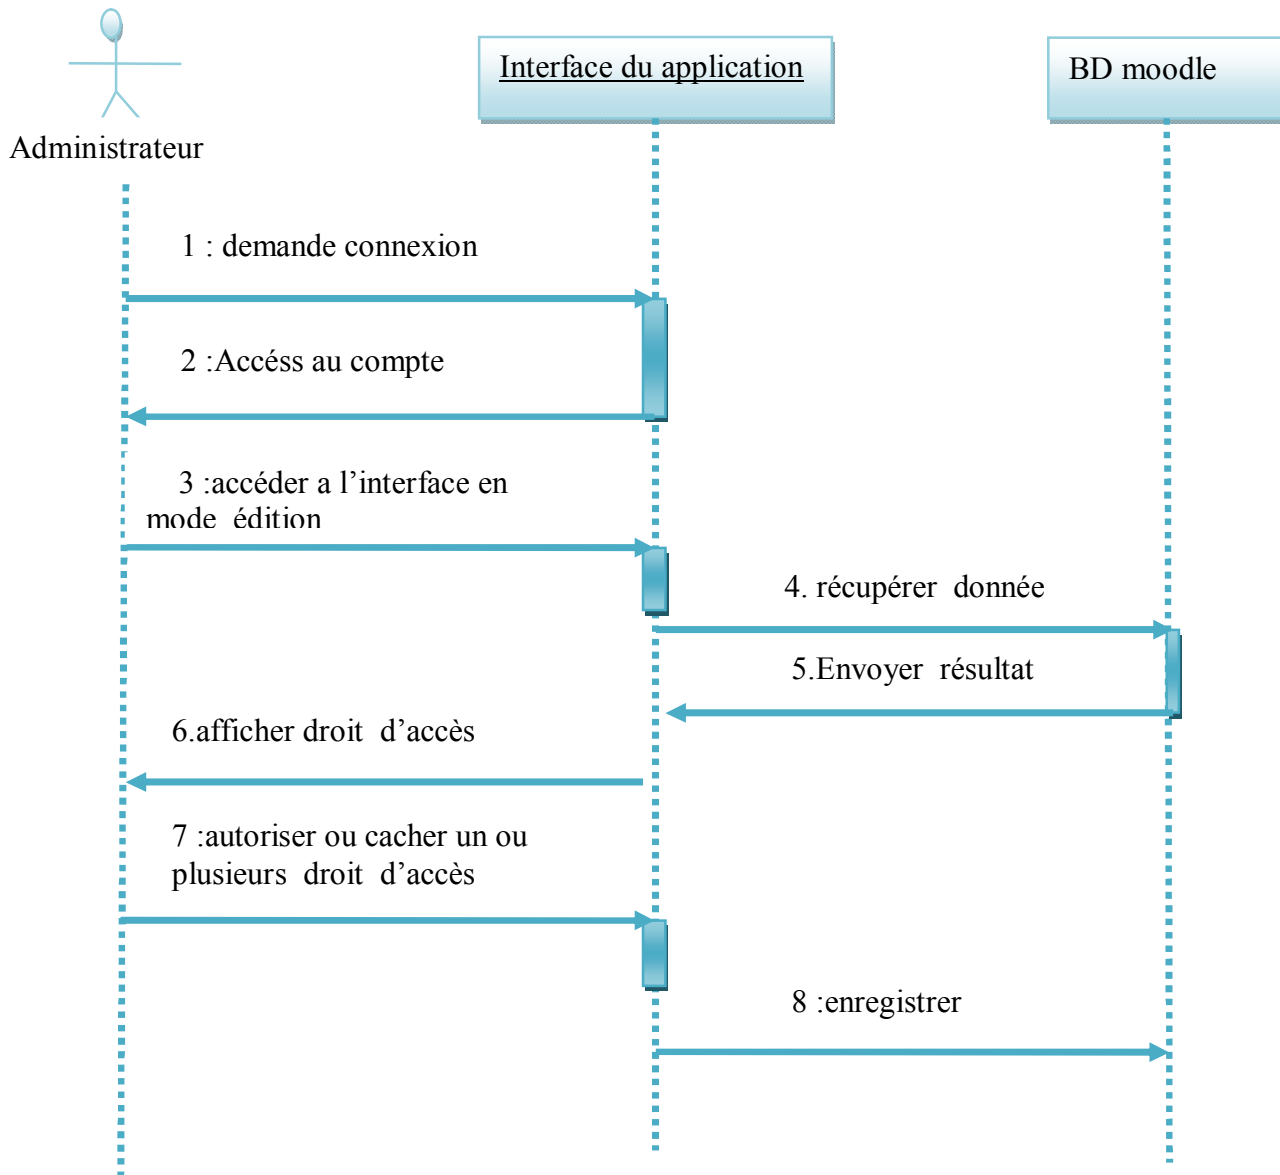 Interface du application
BD moodle
Administrateur
1 : demande connexion
2 :Accéss au compte
3 :accéder a l’interface en
mode édition
4. récupérer donnée
5.Envoyer résultat
6.afficher droit d’accès
7 :autoriser ou cacher un ou
plusieurs droit d’accès
8 :enregistrer